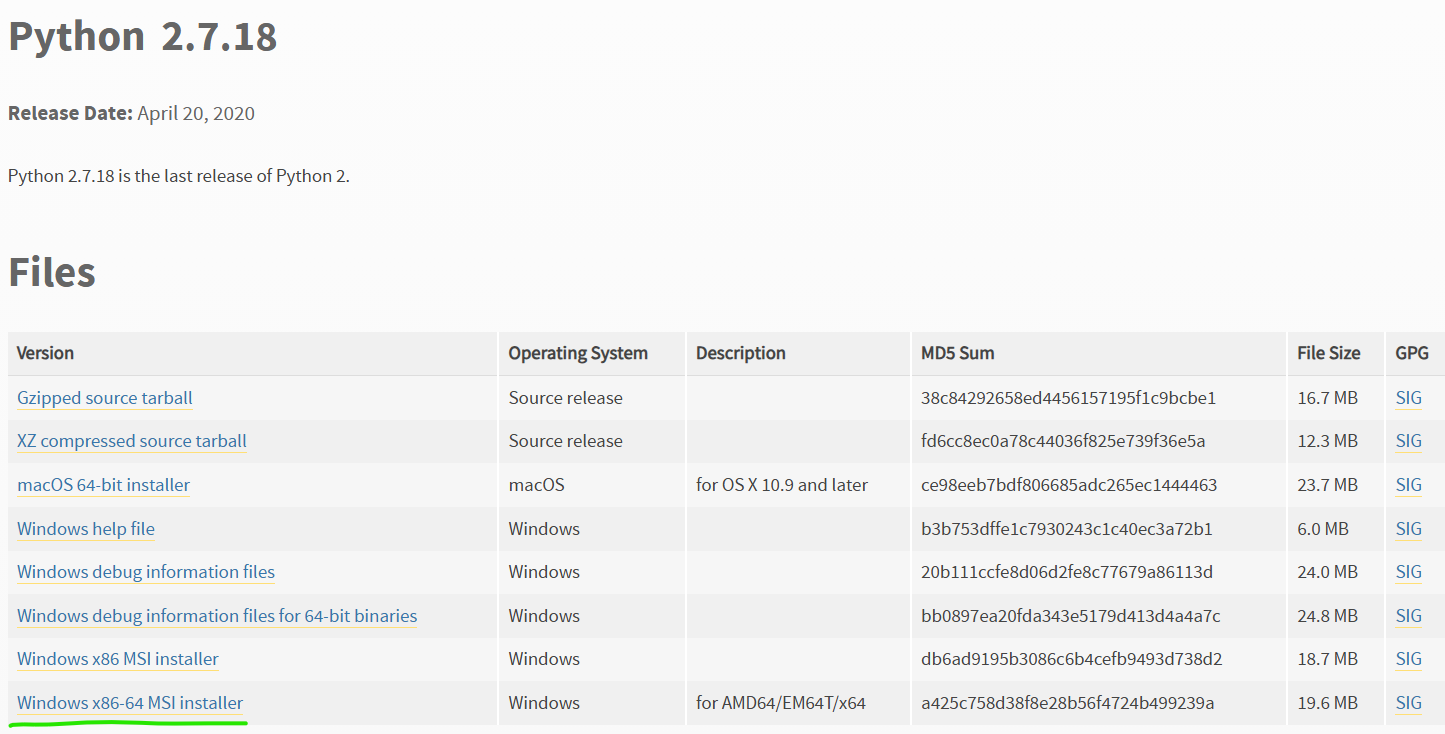 Python 2.7.18
Release Date: April 20, 2020
Python 2.7.18 is the last release of Python 2.
Files
Version Operating System Description MD5 Sum File Size GPG
Gzipped source tarball Source release 38c84292658ed4456157195f1c9bcbe1 16.7 MB SIG
XZ compressed source tarball Source release fd6cc8ec0a78c44036f825e739f36e5a 12.3 MB SIG
macOS 64-bit installer macOS for OS X 10.9 and later ce98eeb7bdf806685adc265ec1444463 23.7 MB SIG
Windows help file Windows b3b753dffe1c7930243c1c40ec3a72b1 6.0 MB SIG
Windows debug information files Windows 20b111ccfe8d06d2fe8c77679a86113d 24.0 MB SIG
Windows debug information files for 64-bit binaries Windows bb0897ea20fda343e5179d413d4a4a7c 24.8 MB SIG
Windows x86 MSI installer Windows db6ad9195b3086c6b4cefb9493d738d2 18.7 MB SIG
Windows x86-64 MSI installer Windows for AMD64/EM64T/x64 a425c758d38f8e28b56f4724b499239a 19.6 MB SIG